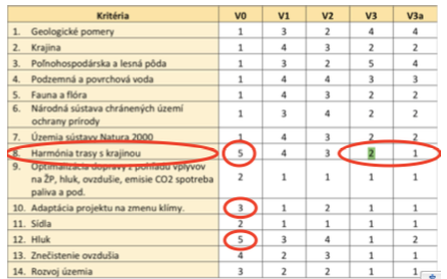 Kritéria V0 V1 V2 V3 V3a
1. Geologické pomery 1 3 2 4 4
2. Krajina 1 4 3 2 2
3. Poľnohospodárska a lesná pôda 1 3 2 5 4
4. Podzemná a povrchová voda 1 4 4 3 3
5. Fauna a flóra 1 4 3 2 2
6. Národná sústava chránených území
ochrany prírody 1 3 4 2 2
7. Územia sústavy Natura 2000 1 4 3 2 2
8. Harmónia trasy s krajinou 5 4 3 2 1
9. Optimalizácia dopravy z pohľadu vplyvov
na ŽP, hluk, ovzdušie, emisie CO2 spotreba
paliva a pod. 2 1 1 1 1
10. Adaptácia projektu na zmenu klímy. 3 1 2 1 1
11. Sídla 2 1 1 1 1
12. Hluk 5 3 4 1 2
13. Znečistenie ovzdušia 4 2 3 1 1
14. Rozvoj územia 3 2 2 1 1